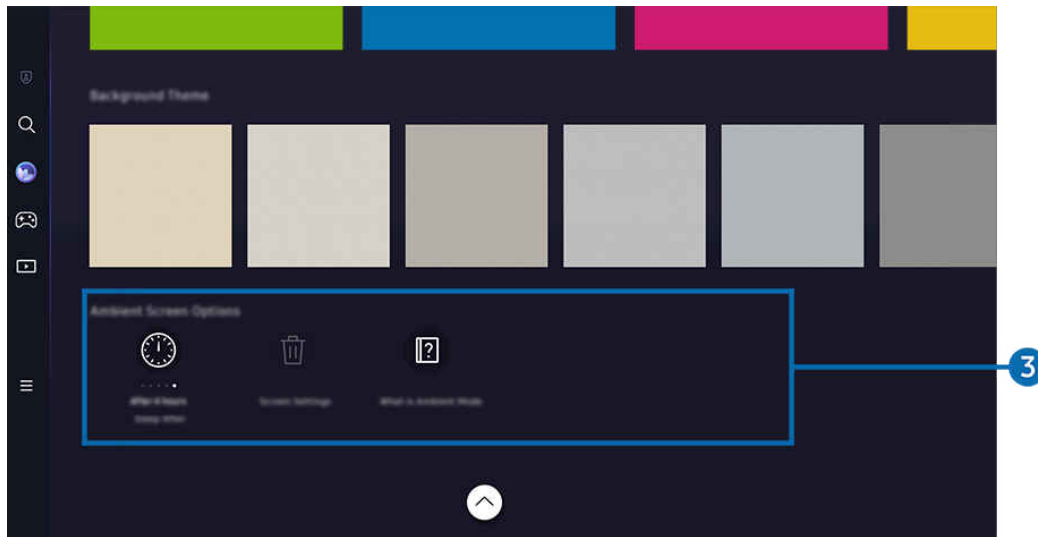 Background Theme
Ambient Screen Options
After 4 hours
Sleep After
Screen Settings
What is Ambient Mode
3